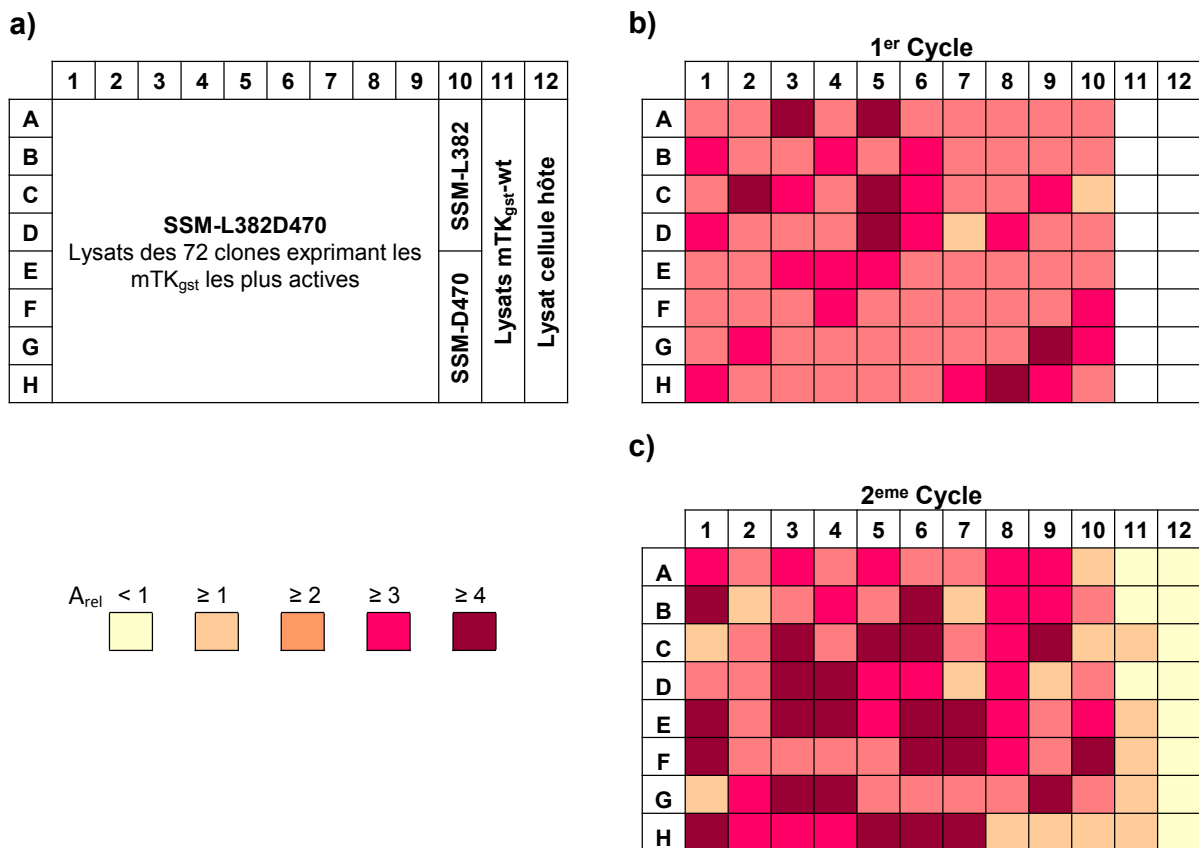 a)
1 2 3 4 5 6 7 8 9 10 11 12
A
B
C
D
E
F
G
H
SSM-L382D470
Lysats des 72 clones exprimant les
mTKgst les plus actives
SSM-L382
SSM-D470
Lysats mTKgst-wt
Lysat cellule hôte
b)
1er Cycle
1 2 3 4 5 6 7 8 9 10 11 12
A
B
C
D
E
F
G
H
Arel < 1 ≥ 1 ≥ 2 ≥ 3 ≥ 4
c)
2eme Cycle
1 2 3 4 5 6 7 8 9 10 11 12
A
B
C
D
E
F
G
H